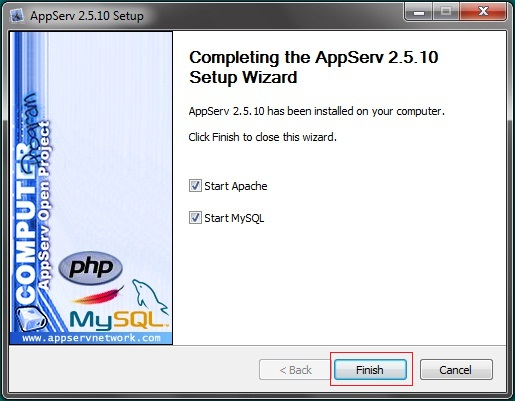 AppServ 2.5.10 Setup
Completing the AppServ 2.5.10
Setup Wizard
AppServ 2.5.10 has been installed on your computer.
Click Finish to close this wizard.
Start Apache
Start MySQL
COMPUTER
program
AppServ Open Project
php
MySQL
www.appservnetwork.com
< Back
Finish
Cancel